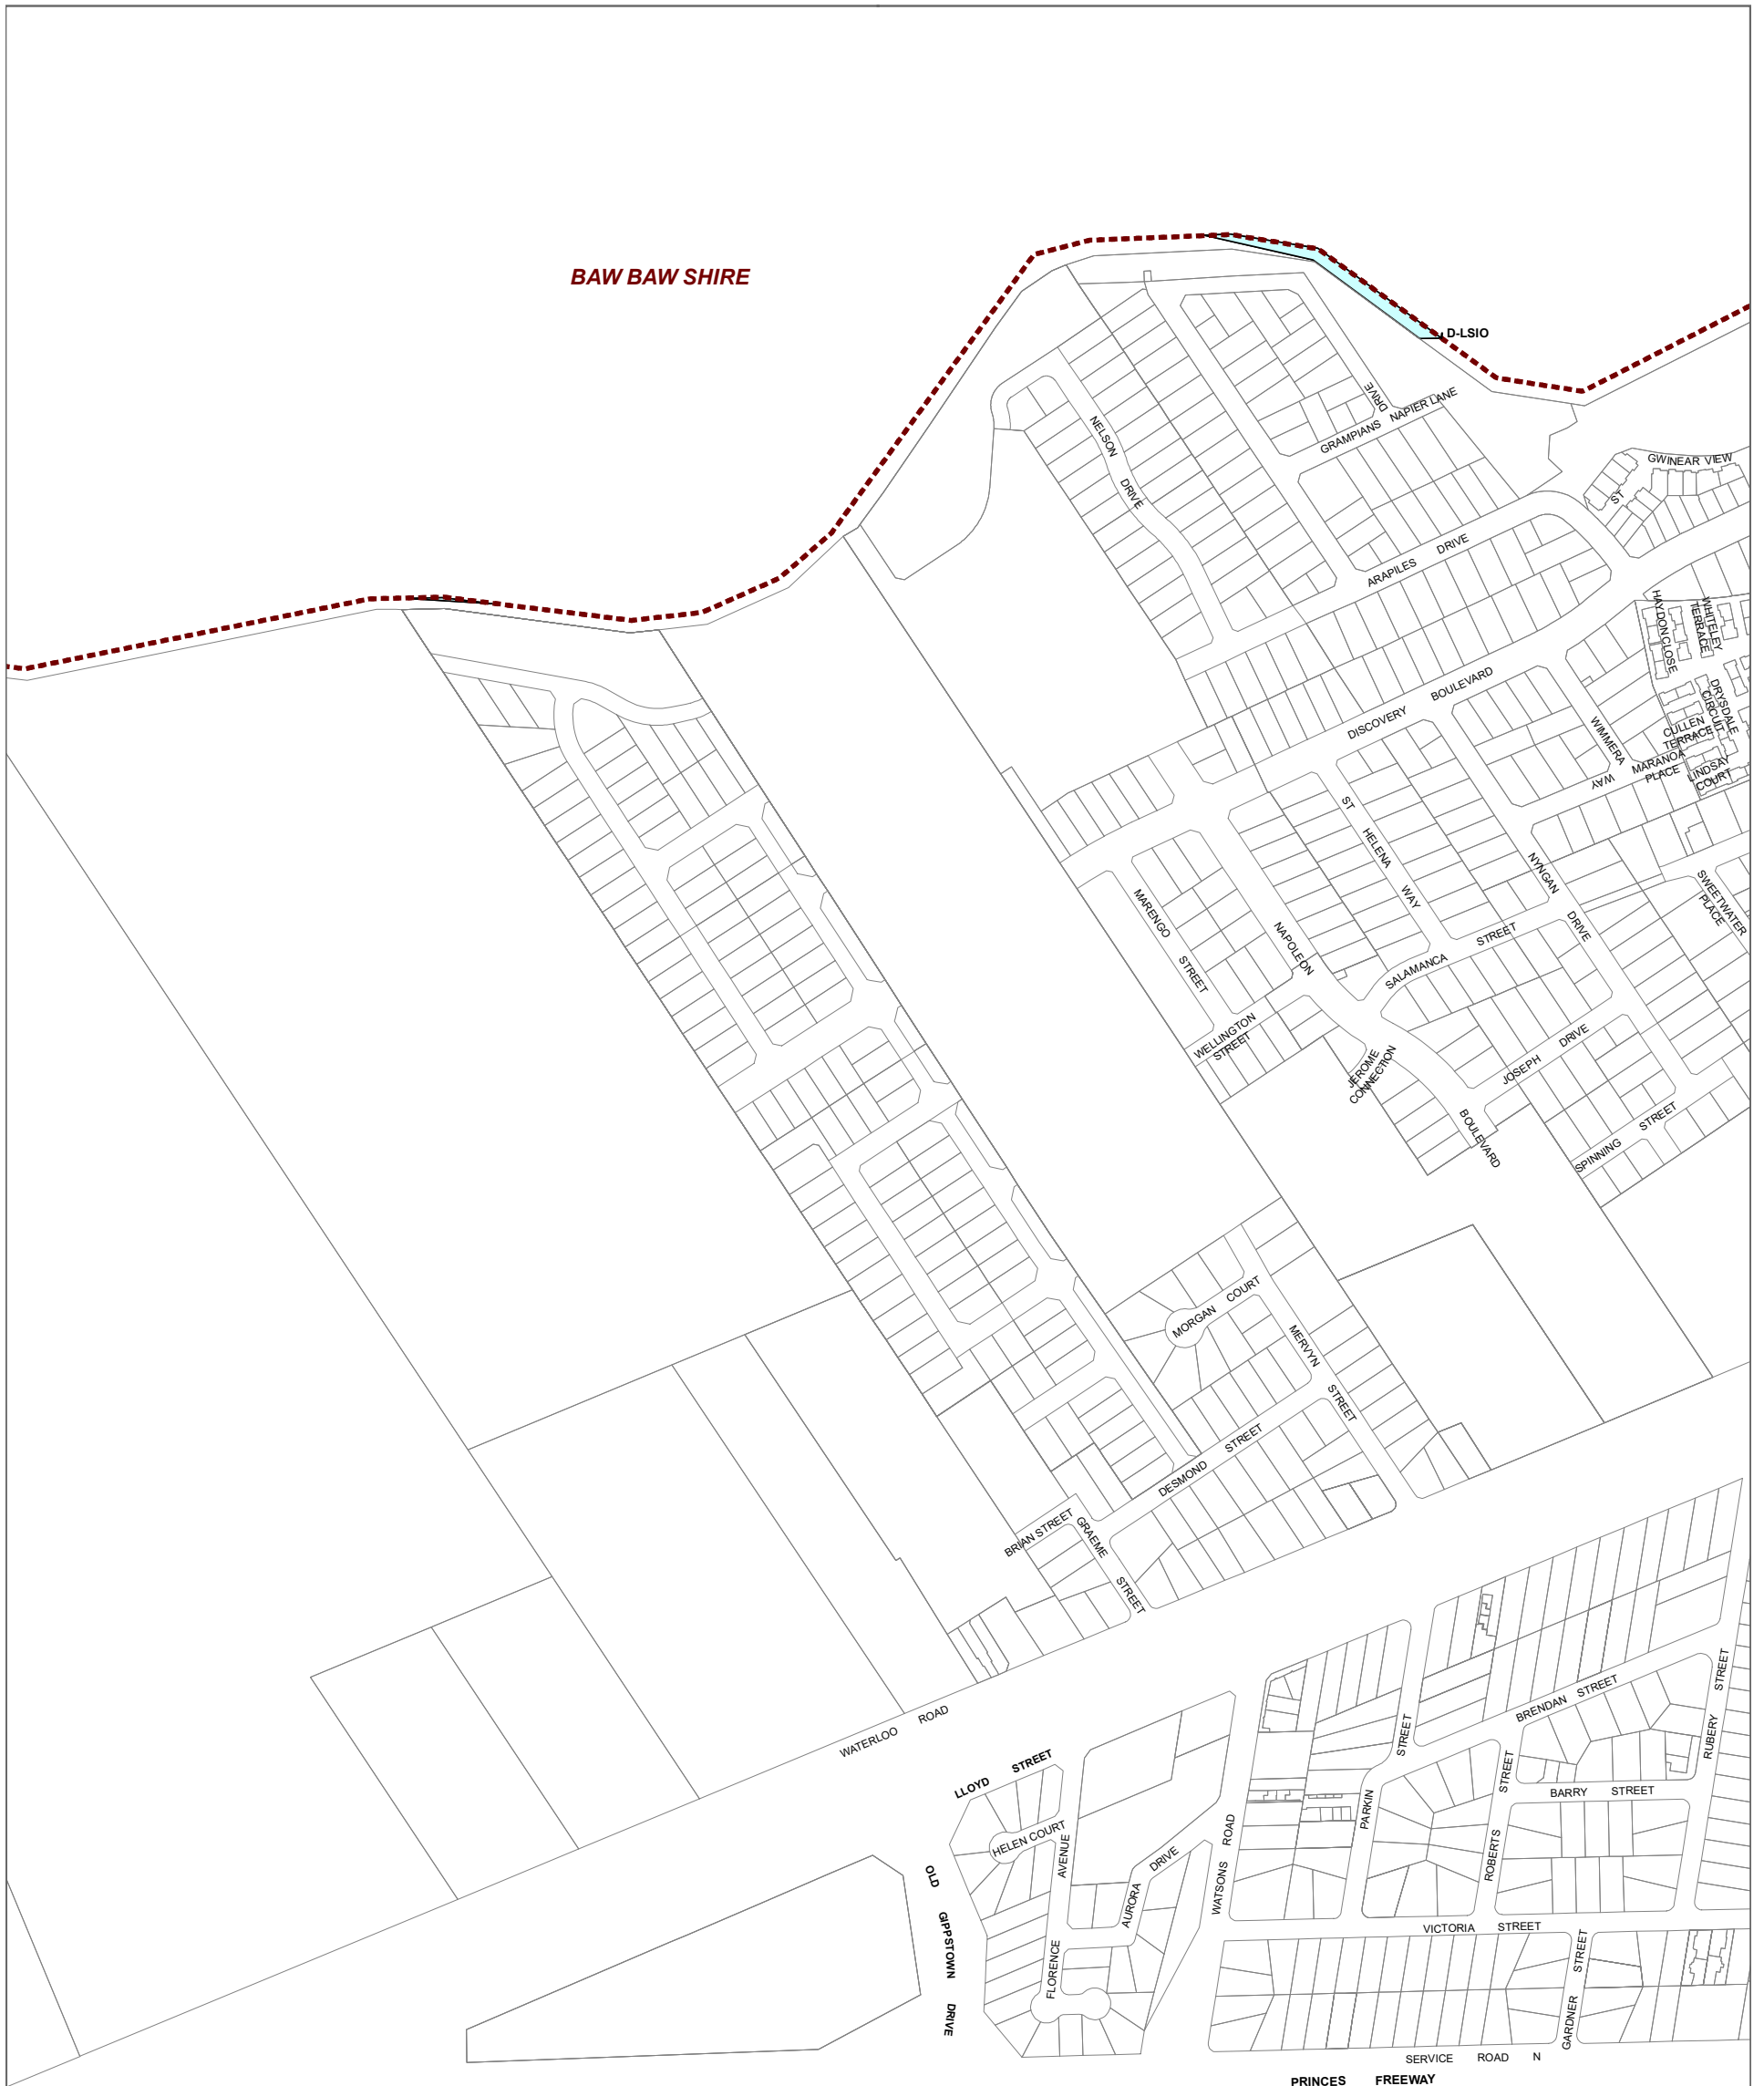 BAW BAW SHIRE
D-LSIO
DRIVE
GRAMPIANS NAPIER LANE
NELSON
DRIVE
GWINEAR VIEW
ST
ARAPILES DRIVE
HAYDON CLOSE
WHITELEY
TERRACE
DISCOVERY BOULEVARD
DRYSDALE
CIRCUIT
CULLEN
TERRACE
WIMMERA
WAY
MARANOA
PLACE
LINDSAY
COURT
ST HELENA WAY
NYNGAN DRIVE
SWEETWATER
PLACE
MARENGO STREET
NAPOLEON
SALAMANCA STREET
WELLINGTON
STREET
JEROME
CONNECTION
JOSEPH DRIVE
BOULEVARD
SPINNING STREET
MORGAN COURT
MERVYN STREET
DESMOND STREET
BRIAN STREET
GRAEME STREET
WATERLOO ROAD
LLOYD STREET
HELEN COURT
AVENUE
FLORENCE
AURORA DRIVE
OLD GIPPSTOWN DRIVE
WATSONS ROAD
PARKIN STREET
BRENDAN STREET
RUBERY STREET
BARRY STREET
ROBERTS STREET
VICTORIA STREET
GARDNER STREET
SERVICE ROAD N
PRINCES FREEWAY